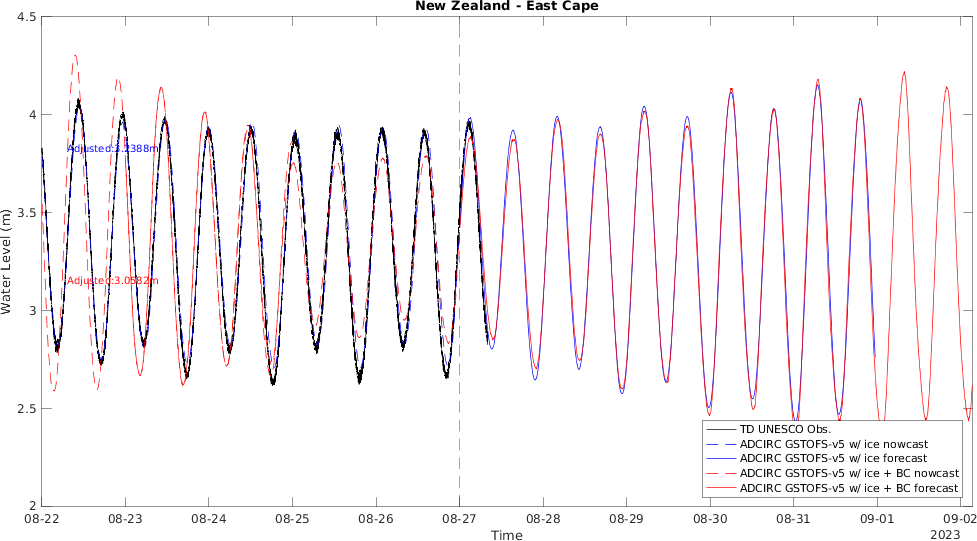 New Zealand - East Cape
4.5
4
3.5
3
2.5
2
Water Level (m)
Adjusted:3.2388m
Adjusted:3.0582m
TD UNESCO Obs.
ADCIRC GSTOFS-v5 w/ ice nowcast
ADCIRC GSTOFS-v5 w/ ice forecast
ADCIRC GSTOFS-v5 w/ ice + BC nowcast
ADCIRC GSTOFS-v5 w/ ice + BC forecast
08-22 08-23 08-24 08-25 08-26 08-27 08-28 08-29 08-30 08-31 09-01 09-02
Time
2023